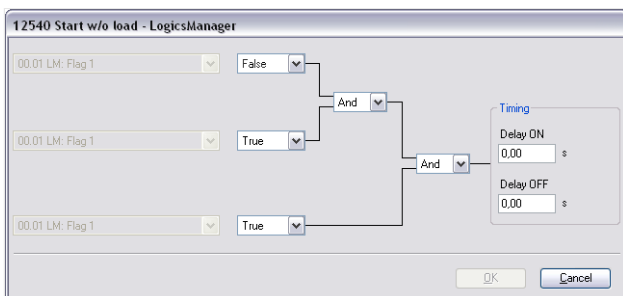 12540 Start w/o load - LogicsManager
00.01 LM: Flag 1
False
And
Timing
Delay ON
00.01 LM: Flag 1
True
0,00 s
And
Delay OFF
0,00 s
00.01 LM: Flag 1
True
OK
Cancel